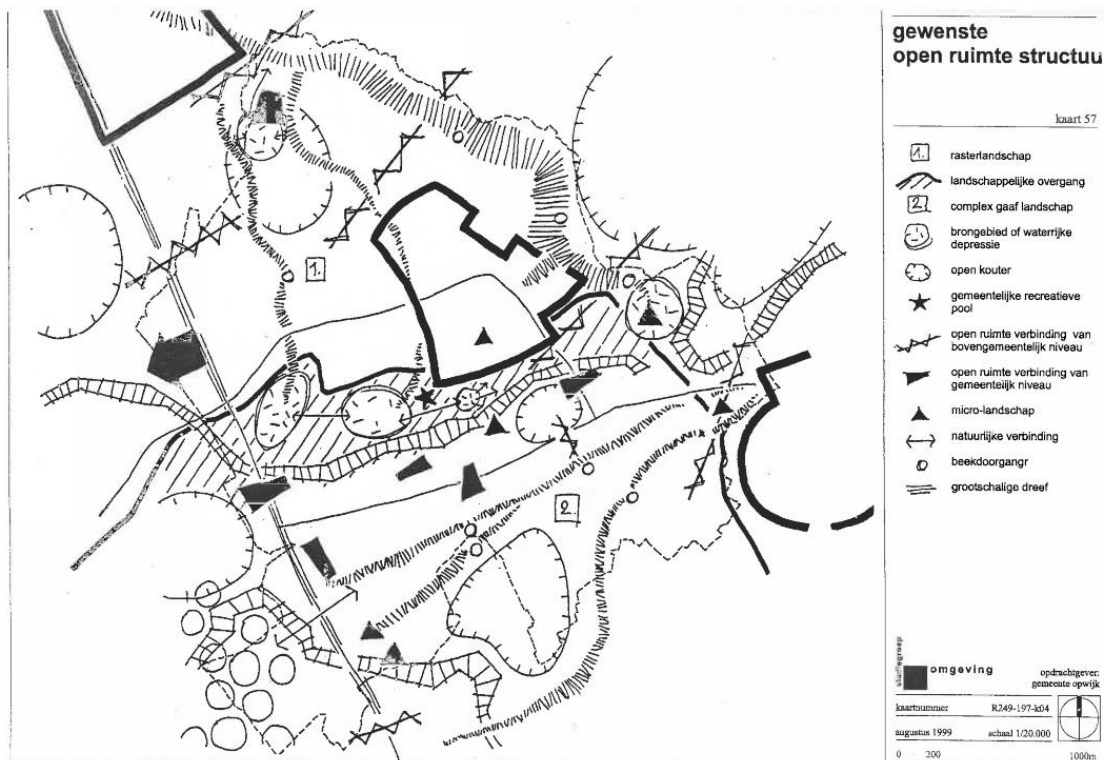 gewenste
open ruimte structuu
kaart 57
1. rasterlandschap
landschappelijke overgang
2. complex gaaf landschap
brongebied of waterrijke
depressie
open kouter
gemeentelijke recreatieve
pool
open ruimte verbinding van
bovengemeentelijk niveau
open ruimte verbinding van
gemeenteiijk niveau
micro-landschap
natuurlijke verbinding
beekdoorgangr
grootschalige dreef
1.
2.
studiegroep
omgeving
opdrachtgever:
gemeente opwijk
kaartnummer R249-197-k04
augustus 1999 schaal 1/20.000
0 200 1000m